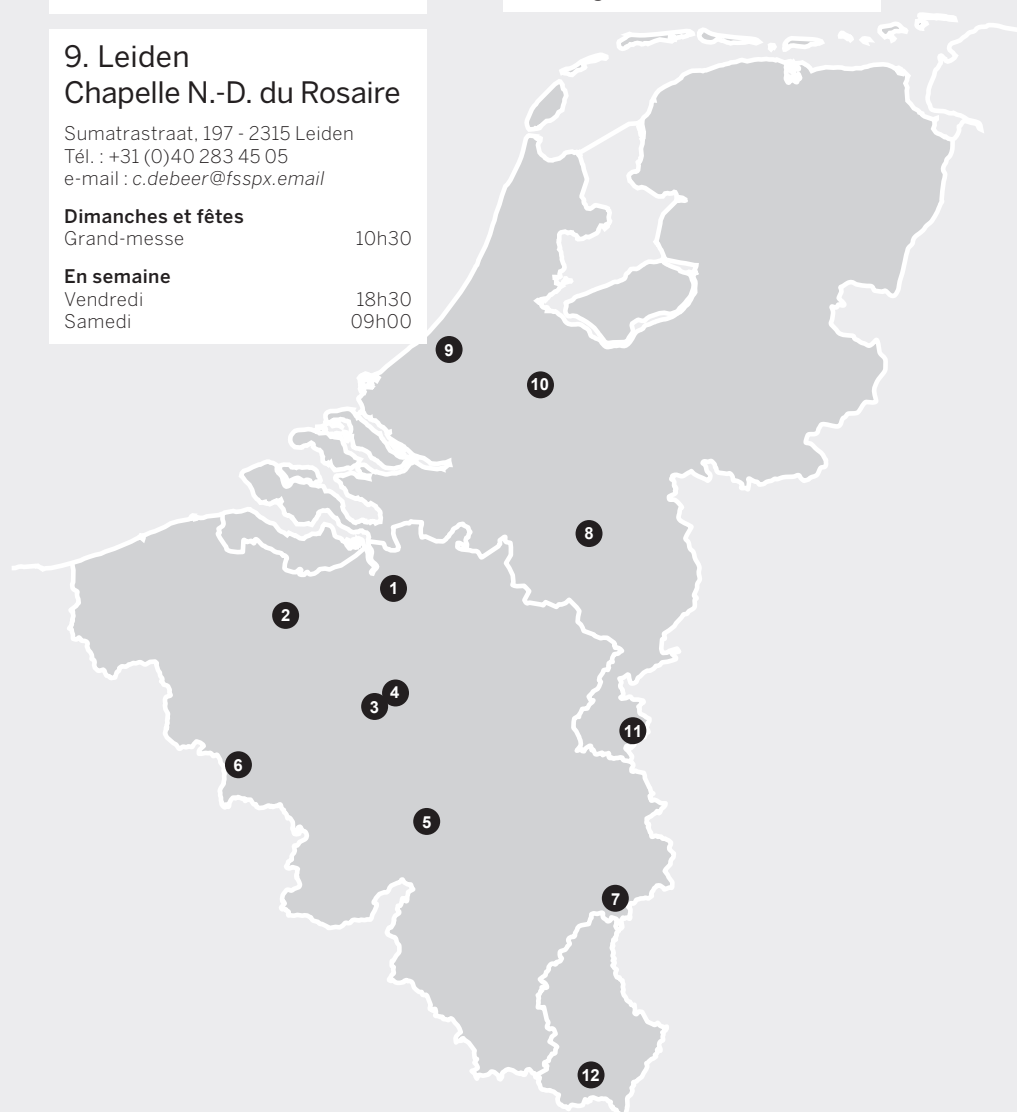 9. Leiden
Chapelle N.-D. du Rosaire
Sumatrastraat, 197 - 2315 Leiden
Tél. : +31 (0)40 283 45 05
e-mail : c.debeer@fsspx.email
Dimanches et fêtes
Grand-messe 10h30
En semaine
Vendredi 18h30
Samedi 09h00
9
10
8
1
2
4
3
11
6
5
7
12